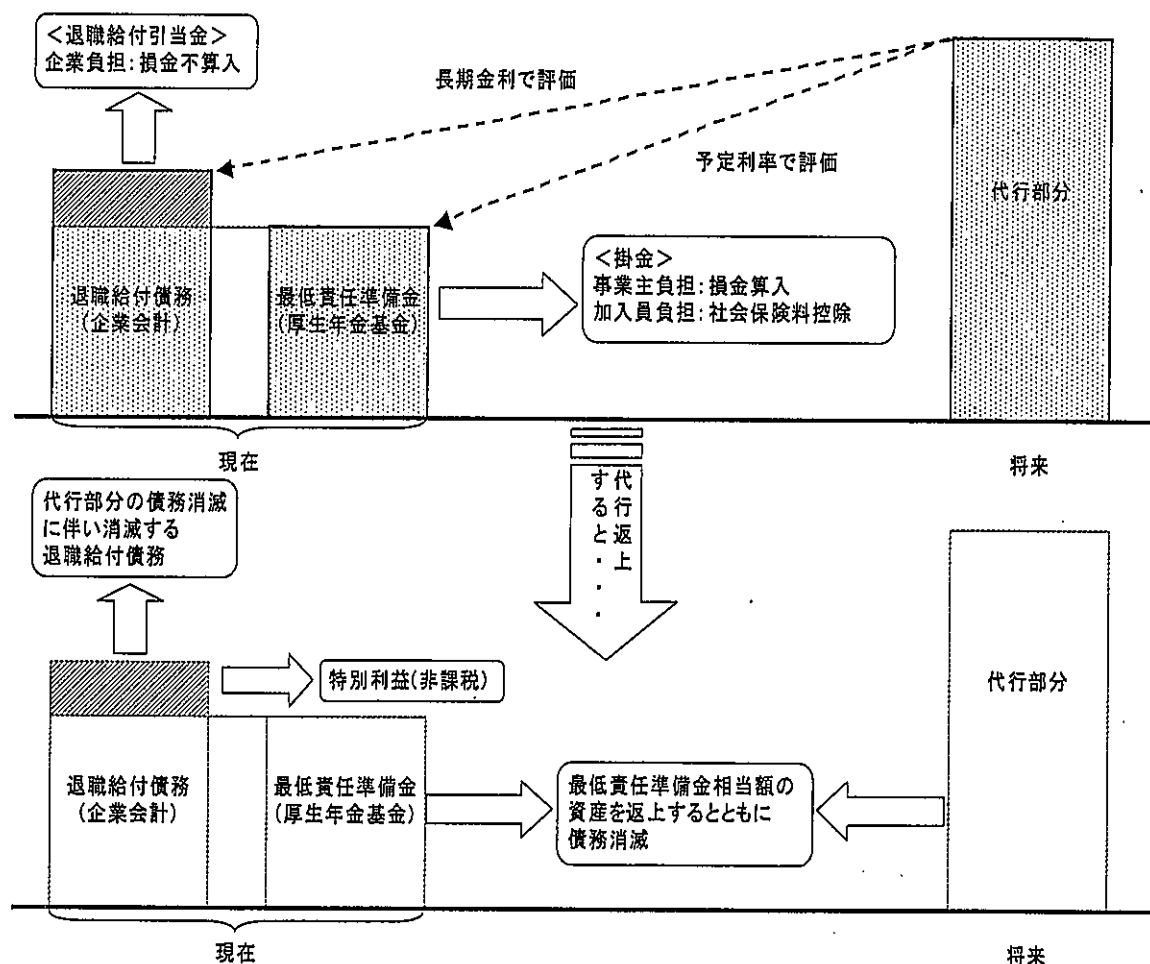 <退職給付引当金>
企業負担:損金不算入
長期金利で評価
予定利率で評価
代行部分
退職給付債務
(企業会計)
最低責任準備金
(厚生年金基金)
<掛金>
事業主負担:損金算入
加入員負担:社会保険料控除
現在
将来
代行返上
すると・・・
代行部分の債務消滅
に伴い消滅する
退職給付債務
特別利益(非課税)
代行部分
退職給付債務
(企業会計)
最低責任準備金
(厚生年金基金)
最低責任準備金相当額の
資産を返上するとともに
債務消滅
現在
将来